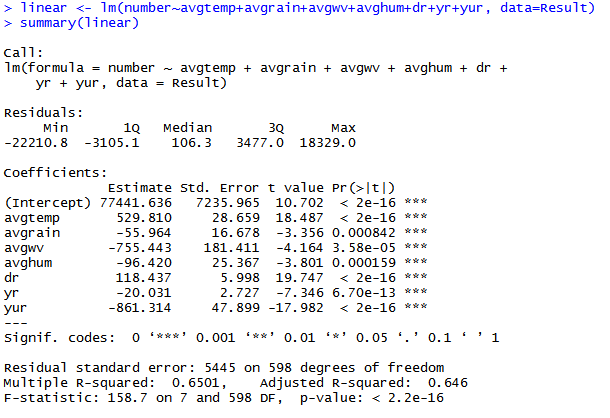 > linear <- lm(number~avgtemp+avgrain+avgwv+avghum+dr+yr+yur, data=Result)
> summary(linear)
Call:
lm(formula = number ~ avgtemp + avgrain + avgwv + avghum + dr +
    yr + yur, data = Result)
Residuals:
     Min       1Q   Median       3Q      Max
-22210.8  -3105.1    106.3   3477.0  18329.0
Coefficients:
             Estimate Std. Error t value Pr(>|t|)
(Intercept) 77441.636   7235.965  10.702  < 2e-16 ***
avgtemp       529.810     28.659  18.487  < 2e-16 ***
avgrain       -55.964     16.678  -3.356 0.000842 ***
avgwv        -755.443    181.411  -4.164 3.58e-05 ***
avghum        -96.420     25.367  -3.801 0.000159 ***
dr            118.437      5.998  19.747  < 2e-16 ***
yr            -20.031      2.727  -7.346 6.70e-13 ***
yur          -861.314     47.899 -17.982  < 2e-16 ***
---
Signif. codes:  0 ‘***’ 0.001 ‘**’ 0.01 ‘*’ 0.05 ‘.’ 0.1 ‘ ’ 1
Residual standard error: 5445 on 598 degrees of freedom
Multiple R-squared:  0.6501,    Adjusted R-squared:  0.646
F-statistic: 158.7 on 7 and 598 DF,  p-value: < 2.2e-16